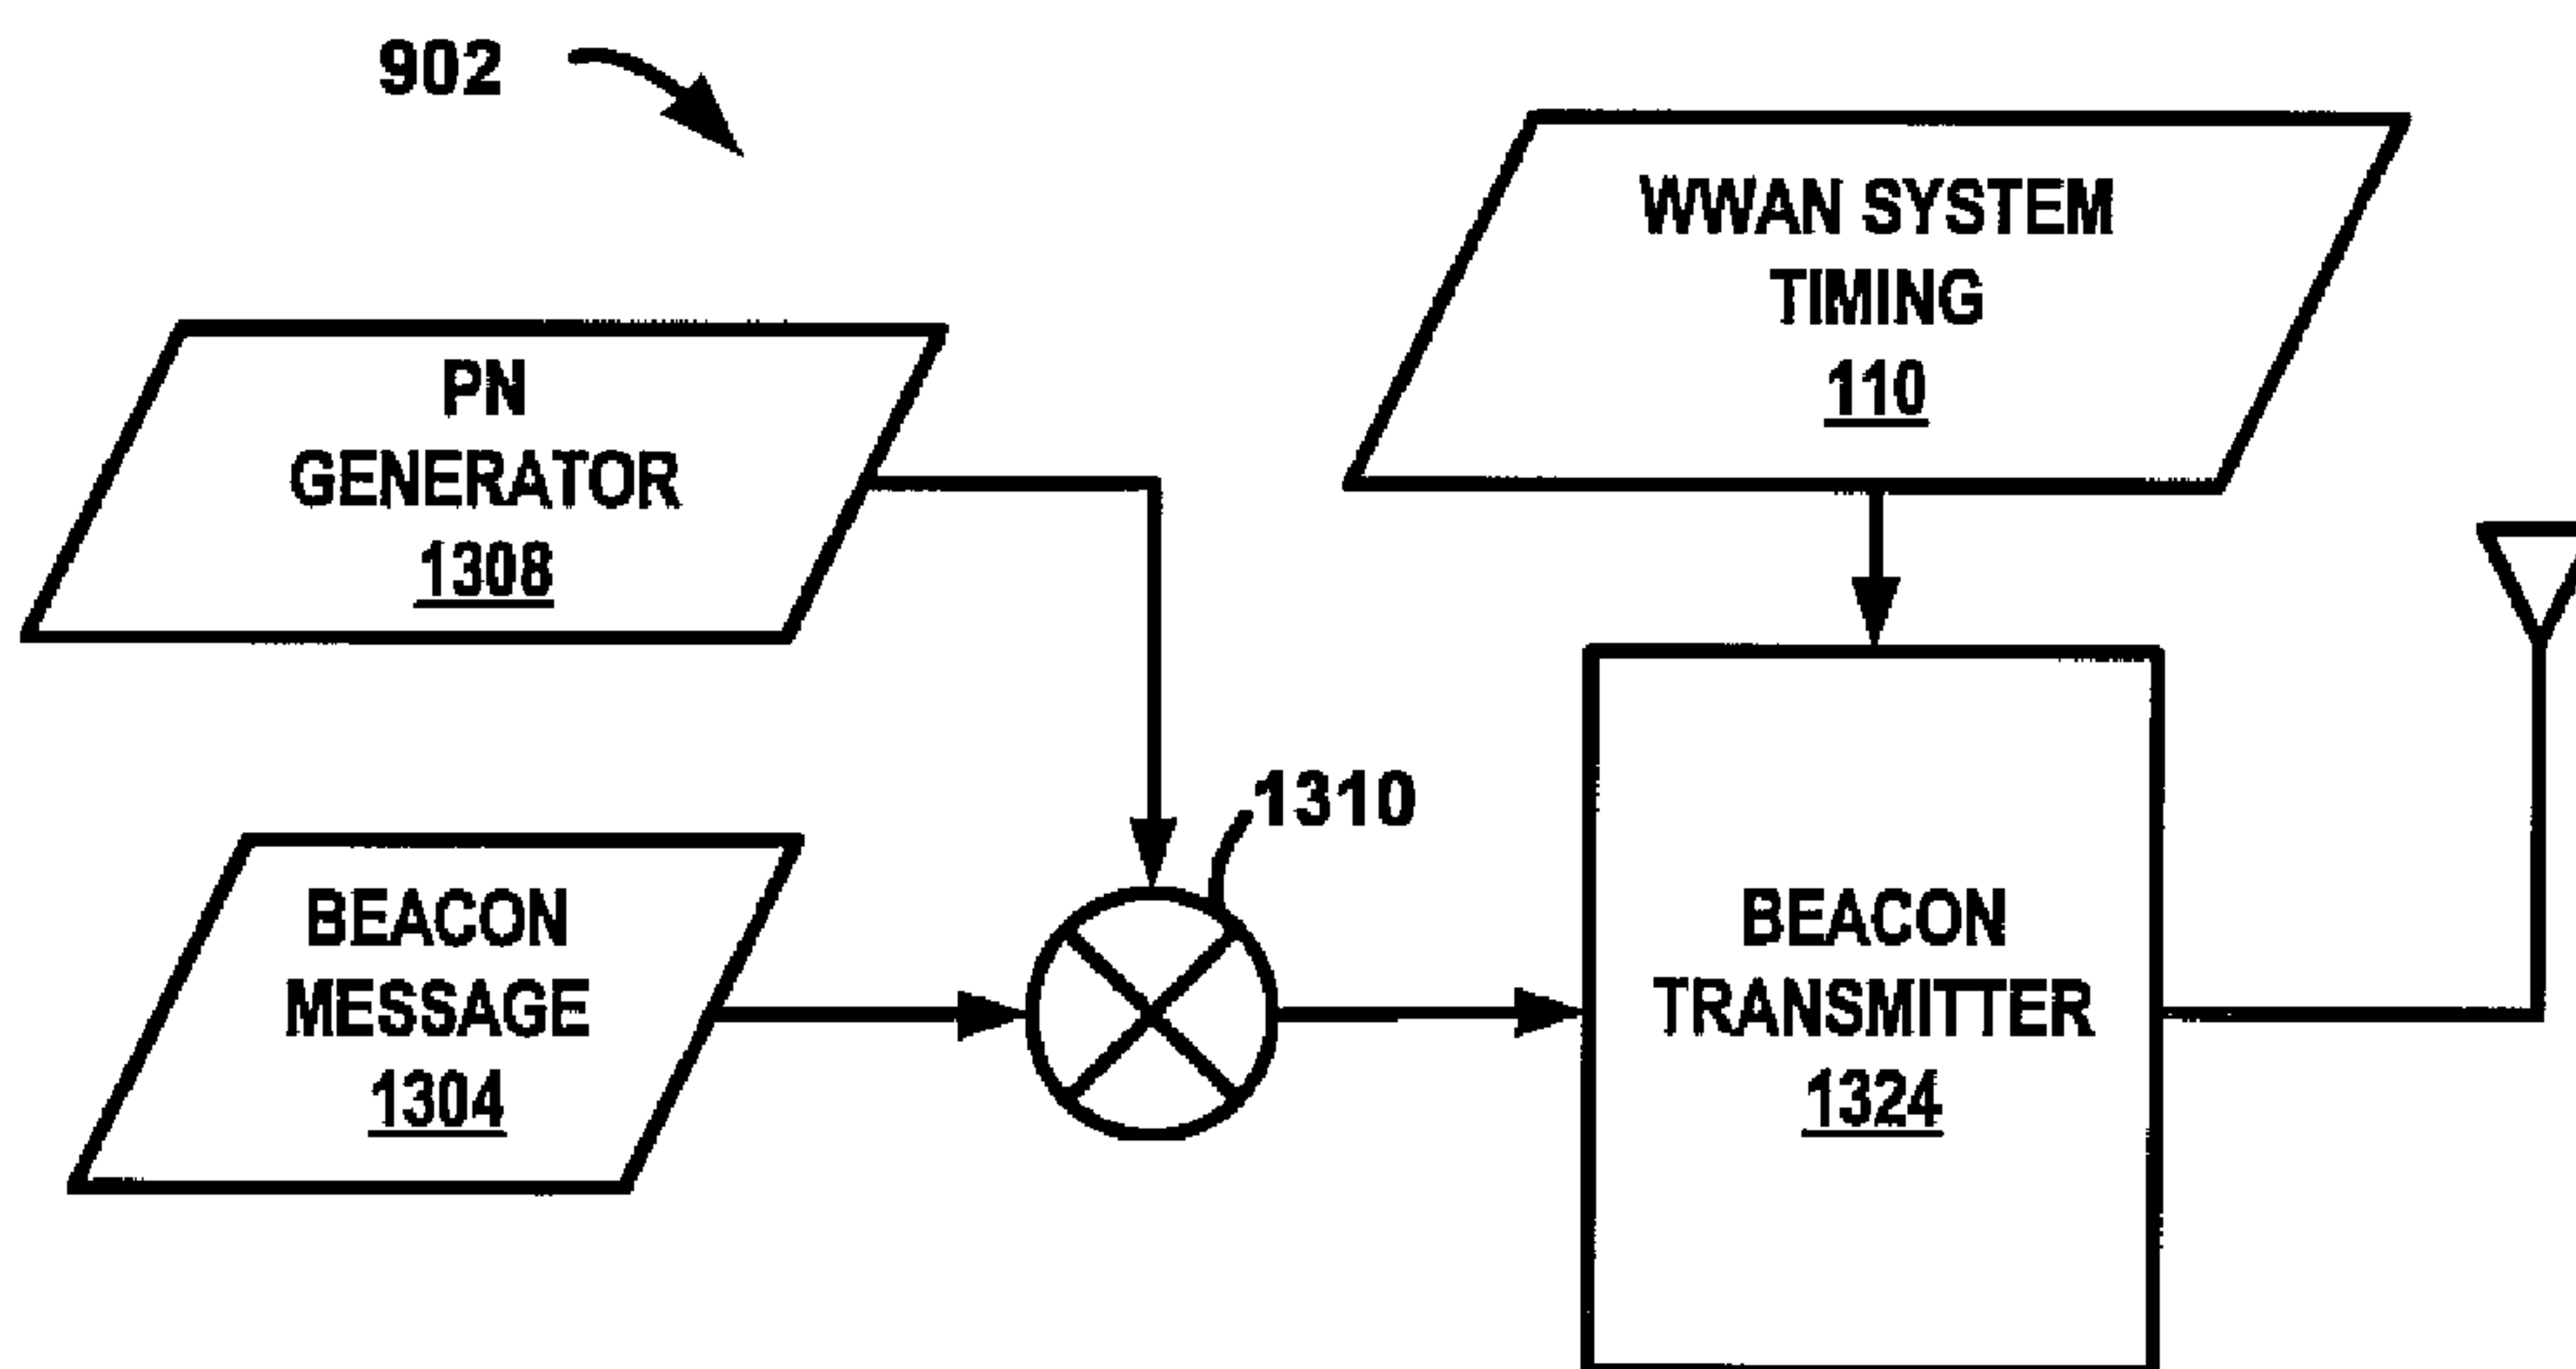 902
WWAN SYSTEM
TIMING
110
PN
GENERATOR
1308
1310
BEACON
MESSAGE
1304
BEACON
TRANSMITTER
1324